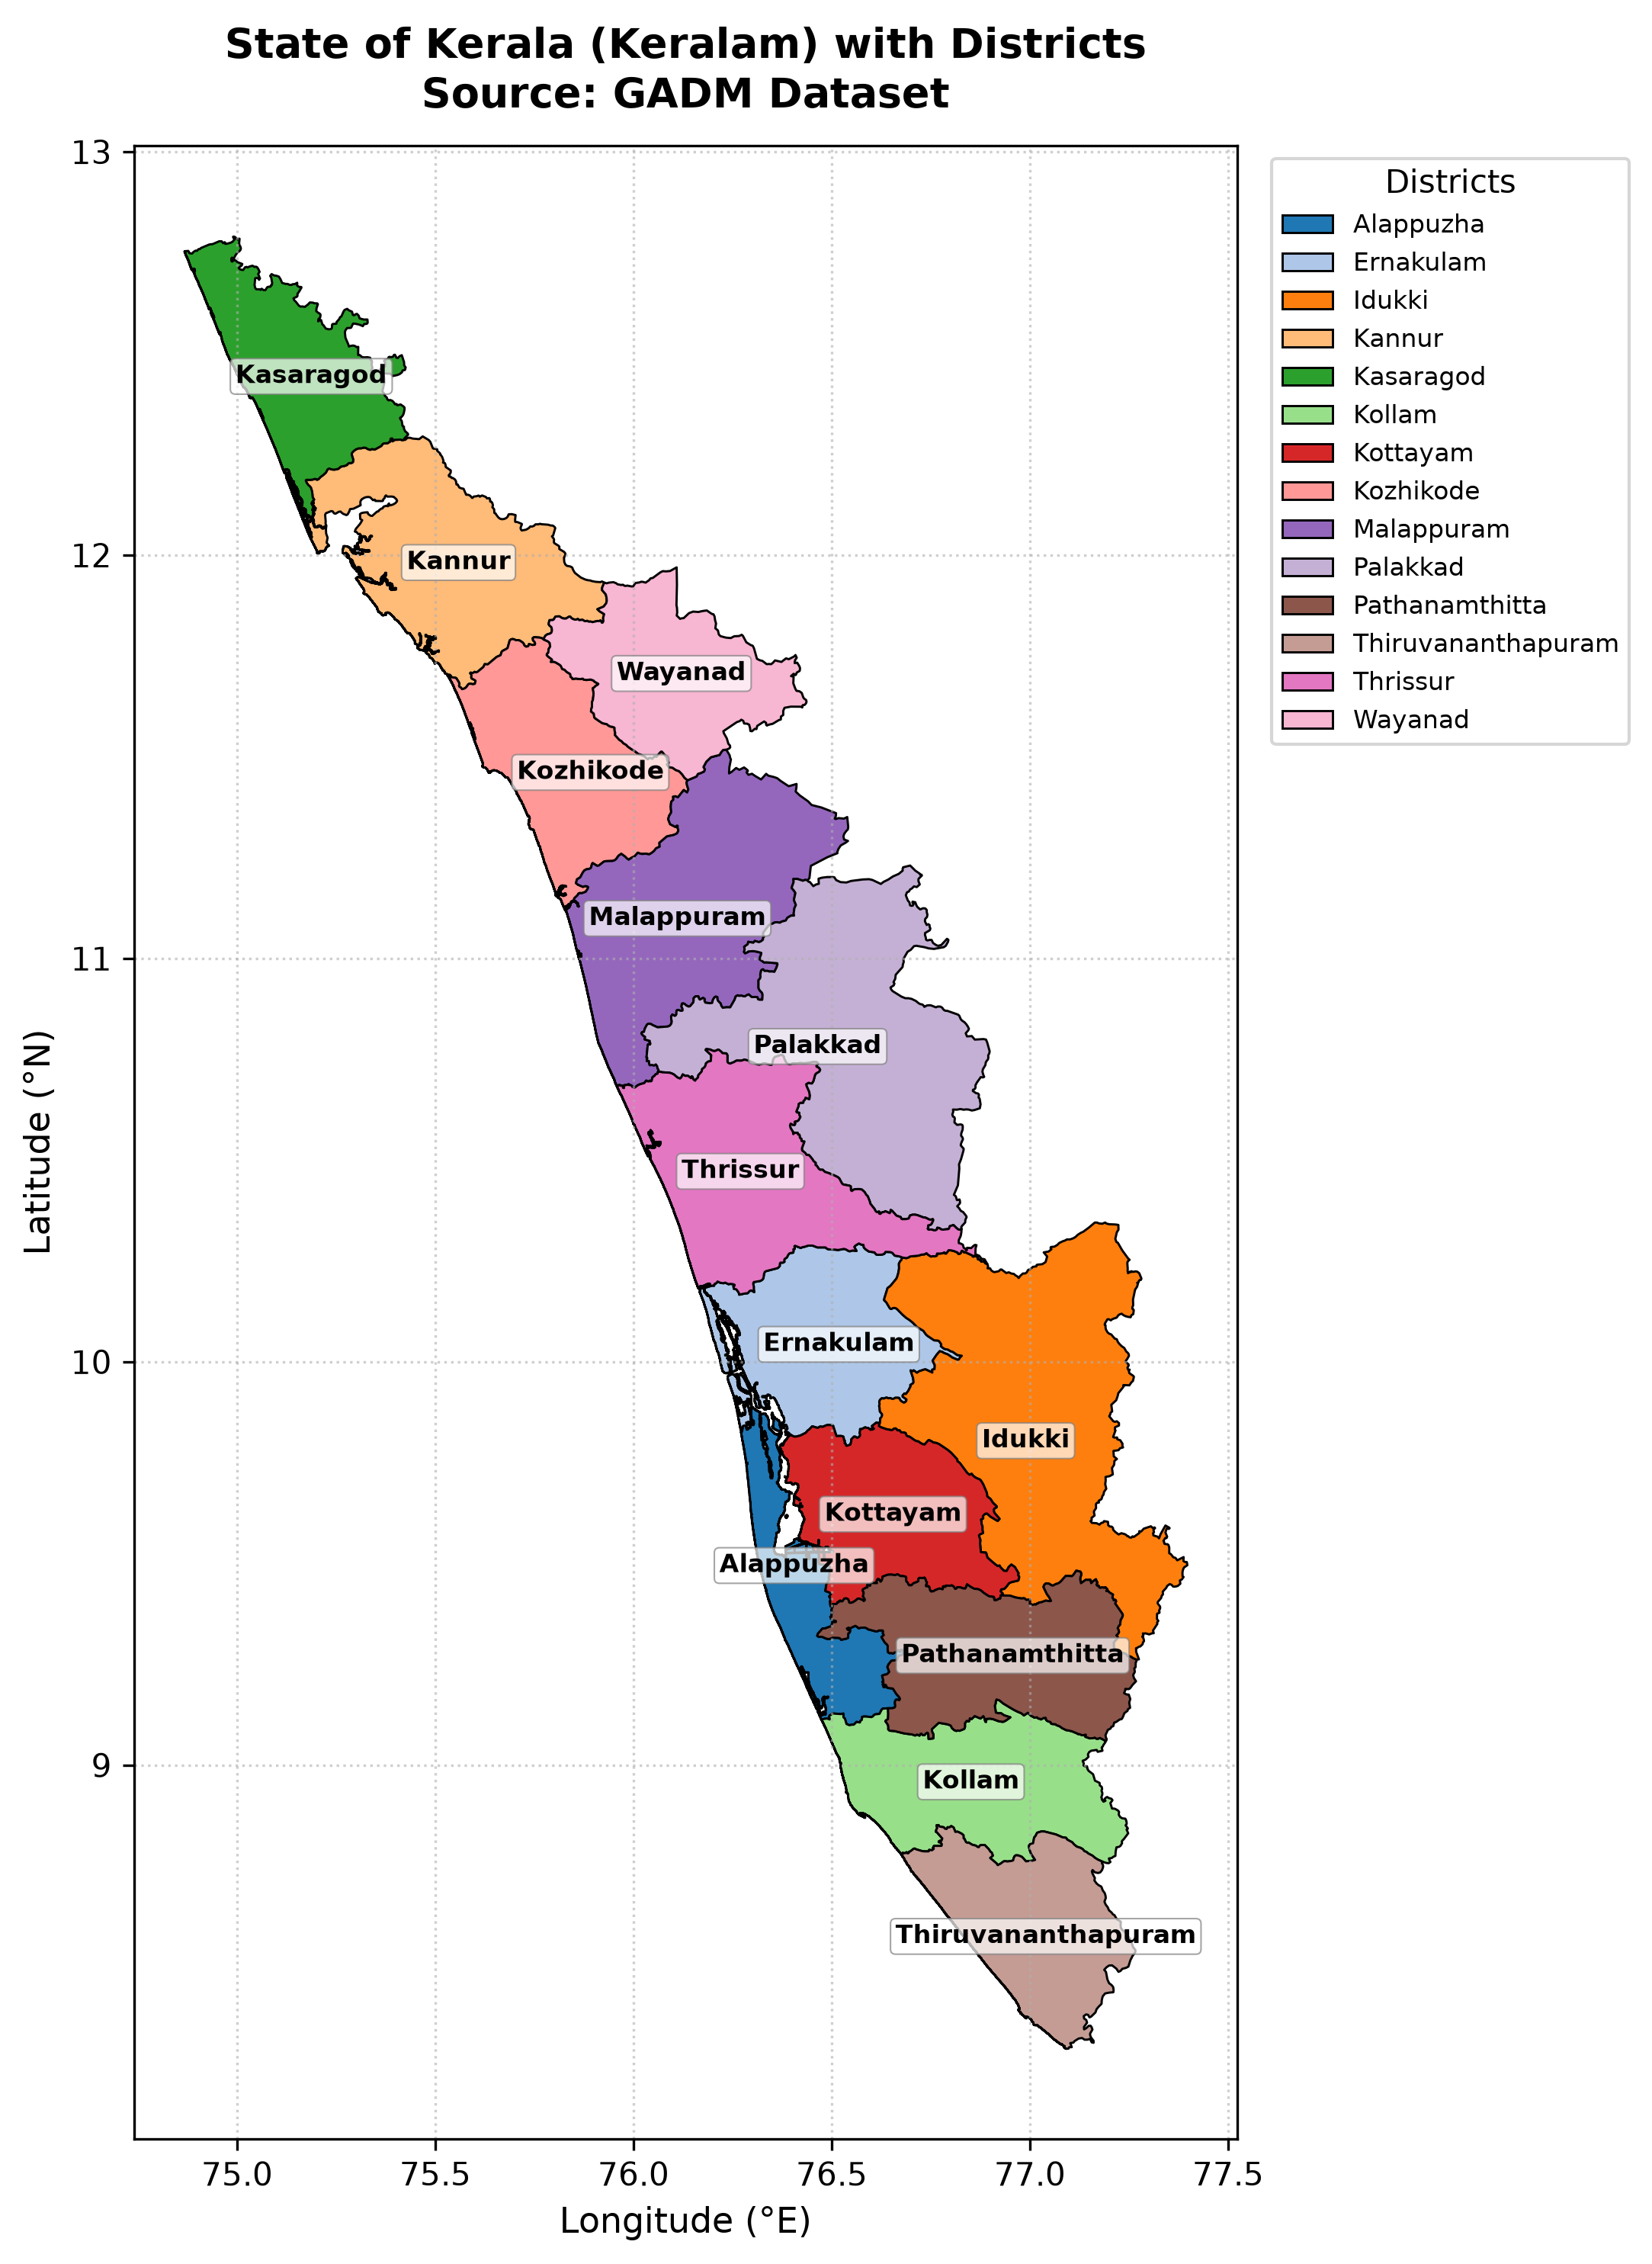 State of Kerala (Keralam) with Districts
Source: GADM Dataset
13
12
11
10
9
Latitude (°N)
75.0
75.5
76.0
76.5
77.0
77.5
Longitude (°E)
Kasaragod
Kannur
Wayanad
Kozhikode
Malappuram
Palakkad
Thrissur
Ernakulam
Idukki
Kottayam
Alappuzha
Pathanamthitta
Kollam
Thiruvananthapuram
Districts
Alappuzha
Ernakulam
Idukki
Kannur
Kasaragod
Kollam
Kottayam
Kozhikode
Malappuram
Palakkad
Pathanamthitta
Thiruvananthapuram
Thrissur
Wayanad